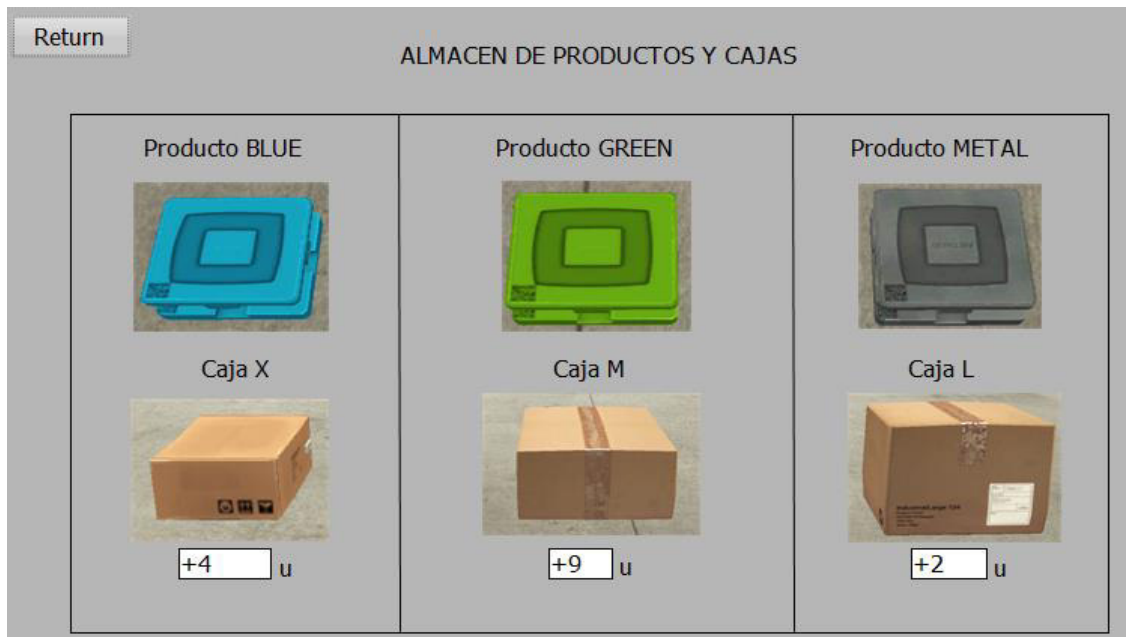 Return
ALMACEN DE PRODUCTOS Y CAJAS
Producto BLUE
Producto GREEN
Producto METAL
Caja X
Caja M
Caja L
+4 u
+9 u
+2 u